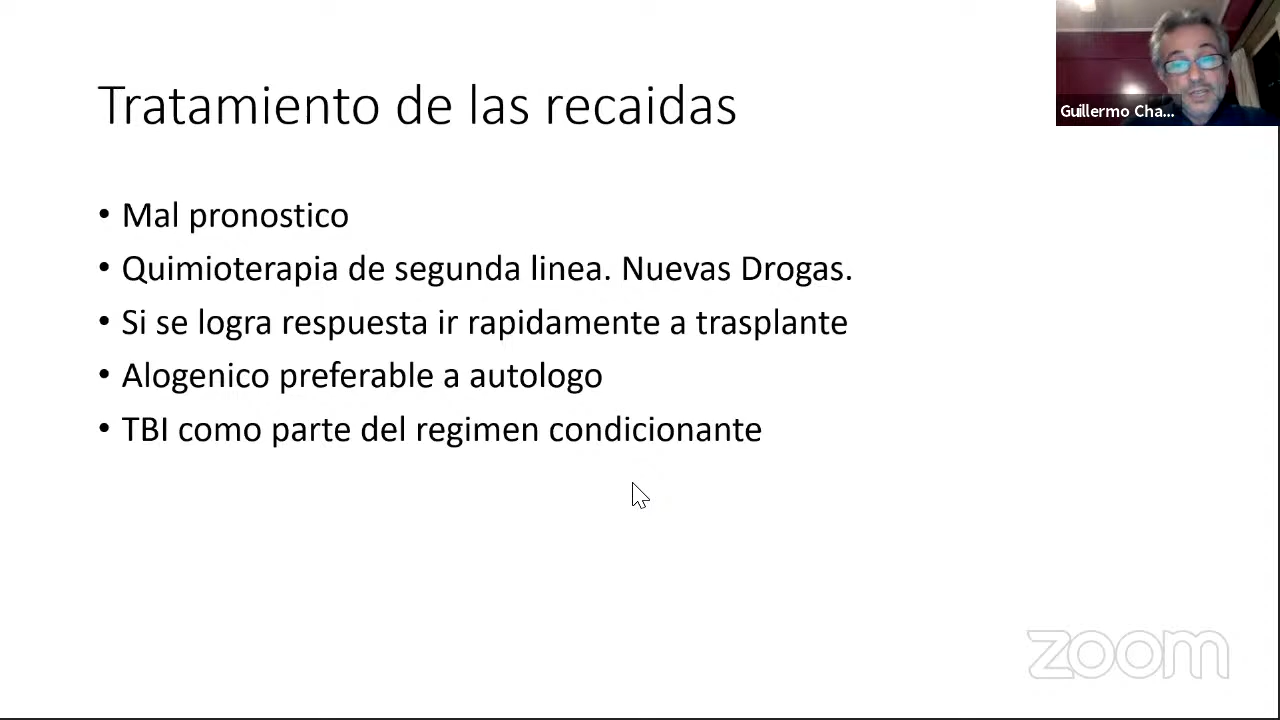 Tratamiento de las recaidas
Guillermo Cha...
• Mal pronostico
• Quimioterapia de segunda linea. Nuevas Drogas.
• Si se logra respuesta ir rapidamente a trasplante
• Alogenico preferable a autologo
• TBI como parte del regimen condicionante
zoom